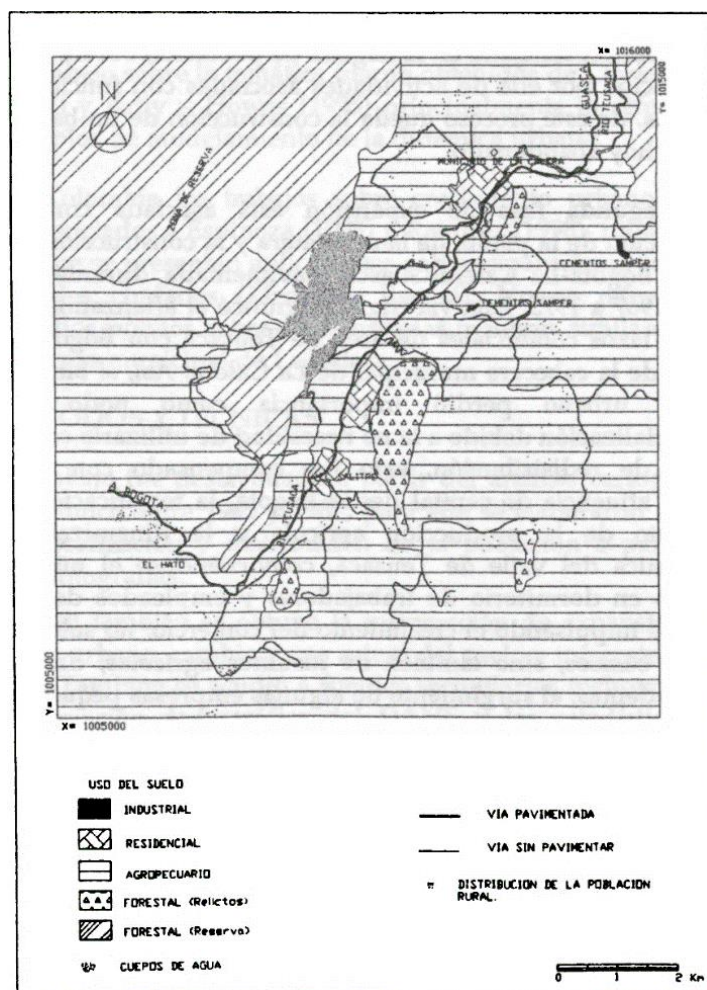 X= 1016000
Y= 1015000
N
A GUASCA
RIO TEUSACA
MUNICIPIO DE LA CALERA
ZONA DE RESERVA
CEMENTOS SAMPER
CEMENTOS SAMPER
SALITRE
A BOGOTA
RIO TEUSACA
EL HATO
Y= 1005000
X= 1005000
USO DEL SUELO
INDUSTRIAL
RESIDENCIAL
AGROPECUARIO
FORESTAL (Relictos)
FORESTAL (Reserva)
CUEPOS DE AGUA
VIA PAVIMENTADA
VIA SIN PAVIMENTAR
DISTRIBUCION DE LA POBLACION
RURAL.
0 1 2 Km